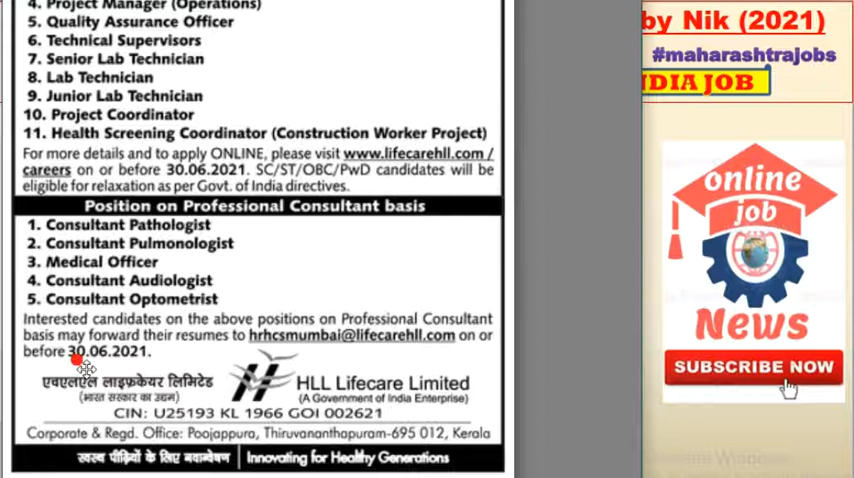 4. Project Manager (Operations)
5. Quality Assurance Officer
6. Technical Supervisors
7. Senior Lab Technician
8. Lab Technician
9. Junior Lab Technician
10. Project Coordinator
11. Health Screening Coordinator (Construction Worker Project)
For more details and to apply ONLINE, please visit www.lifecarehll.com /
careers on or before 30.06.2021. SC/ST/OBC/PwD candidates will be
eligible for relaxation as per Govt. of India directives.
Position on Professional Consultant basis
1. Consultant Pathologist
2. Consultant Pulmonologist
3. Medical Officer
4. Consultant Audiologist
5. Consultant Optometrist
Interested candidates on the above positions on Professional Consultant
basis may forward their resumes to hrhcsmumbai@lifecarehll.com on or
before 30.06.2021.
एचएलएल लाइफ़केयर लिमिटेड
(भारत सरकार का उद्यम)
HLL Lifecare Limited
(A Government of India Enterprise)
CIN: U25193 KL 1966 GOI 002621
Corporate & Regd. Office: Poojappura, Thiruvananthapuram-695 012, Kerala
स्वस्थ पीढ़ियों के लिए नवान्वेषण
Innovating for Healthy Generations
by Nik (2021)
#maharashtrajobs
NDIA JOB
online
job
News
SUBSCRIBE NOW